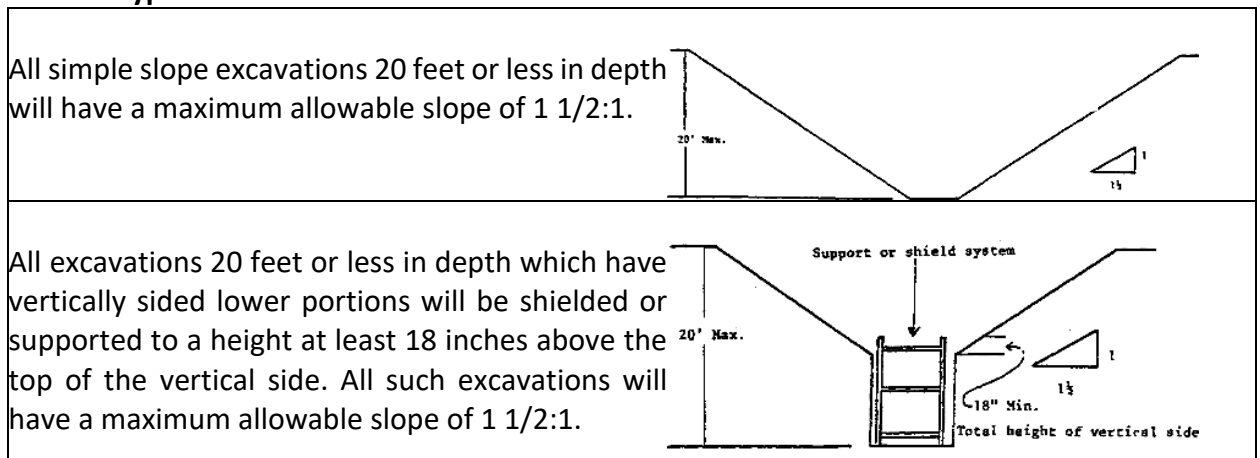 All simple slope excavations 20 feet or less in depth
will have a maximum allowable slope of 1 1/2:1.
20' Max.
1
1½
All excavations 20 feet or less in depth which have
vertically sided lower portions will be shielded or
supported to a height at least 18 inches above the
top of the vertical side. All such excavations will
have a maximum allowable slope of 1 1/2:1.
Support or shield system
20' Max.
1
1½
18" Min.
Total height of vertical side